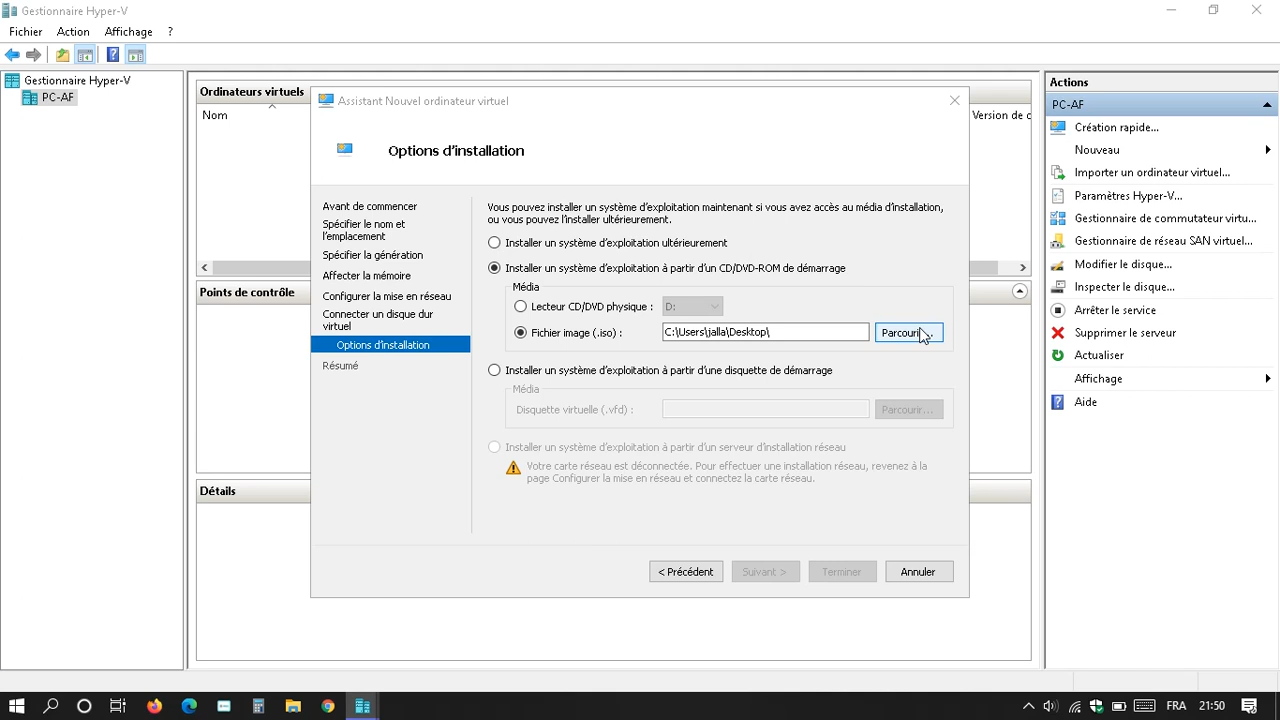 Gestionnaire Hyper-V
Fichier Action Affichage ?
Gestionnaire Hyper-V
PC-AF
Ordinateurs virtuels
Nom
Version de c
Points de contrôle
Détails
Assistant Nouvel ordinateur virtuel
Options d'installation
Avant de commencer
Spécifier le nom et
l'emplacement
Spécifier la génération
Affecter la mémoire
Configurer la mise en réseau
Connecter un disque dur
virtuel
Options d'installation
Résumé
Vous pouvez installer un système d'exploitation maintenant si vous avez accès au média d'installation,
ou vous pouvez l'installer ultérieurement.
Installer un système d'exploitation ultérieurement
Installer un système d'exploitation à partir d'un CD/DVD-ROM de démarrage
Média
Lecteur CD/DVD physique : D:
Fichier image (.iso) : C:\Users\jalla\Desktop\ Parcourir...
Installer un système d'exploitation à partir d'une disquette de démarrage
Média
Disquette virtuelle (.vfd) : Parcourir...
Installer un système d'exploitation à partir d'un serveur d'installation réseau
Votre carte réseau est déconnectée. Pour effectuer une installation réseau, revenez à la
page Configurer la mise en réseau et connectez la carte réseau.
< Précédent Suivant > Terminer Annuler
Actions
PC-AF
Création rapide...
Nouveau
Importer un ordinateur virtuel...
Paramètres Hyper-V...
Gestionnaire de commutateur virtu...
Gestionnaire de réseau SAN virtuel...
Modifier le disque...
Inspecter le disque...
Arrêter le service
Supprimer le serveur
Actualiser
Affichage
Aide
FRA 21:50